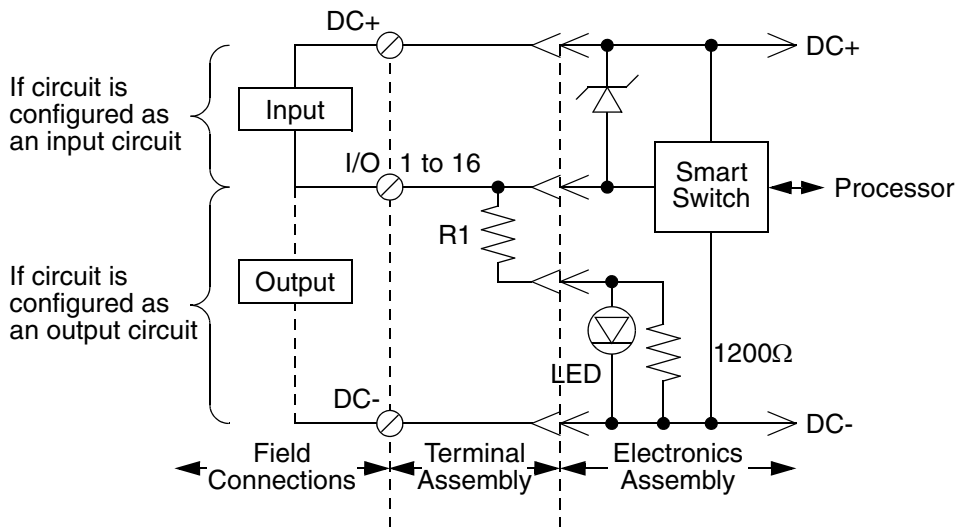 DC+
DC+
If circuit is
configured as
an input circuit
Input
I/O 1 to 16
Smart
Switch
Processor
R1
If circuit is
configured as
an output circuit
Output
LED
1200Ω
DC-
DC-
Field
Connections
Terminal
Assembly
Electronics
Assembly